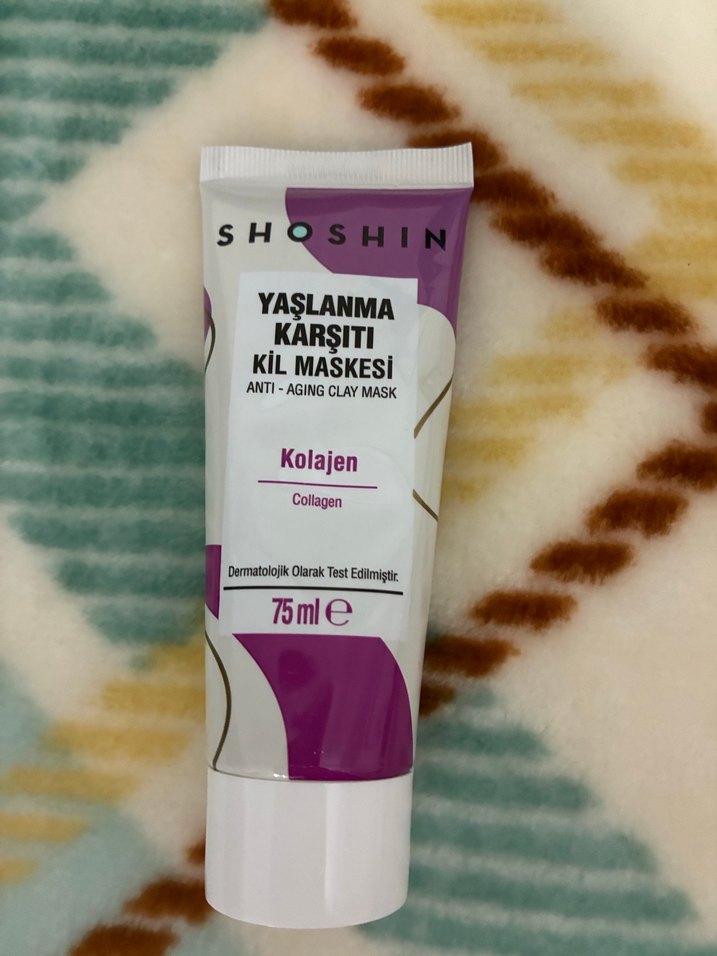 SHOSHIN
YAŞLANMA
KARŞITI
KİL MASKESİ
ANTI - AGING CLAY MASK
Kolajen
Collagen
Dermatolojik Olarak Test Edilmiştir.
75 ml ℮